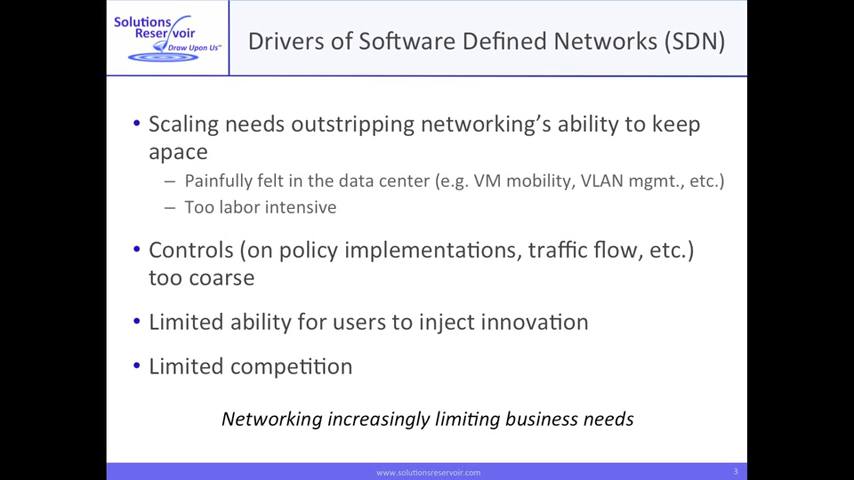 Solutions
Reservoir
Draw Upon Us™
Drivers of Software Defined Networks (SDN)
• Scaling needs outstripping networking's ability to keep
apace
– Painfully felt in the data center (e.g. VM mobility, VLAN mgmt., etc.)
– Too labor intensive
• Controls (on policy implementations, traffic flow, etc.)
too coarse
• Limited ability for users to inject innovation
• Limited competition
Networking increasingly limiting business needs
www.solutionsreservoir.com
3